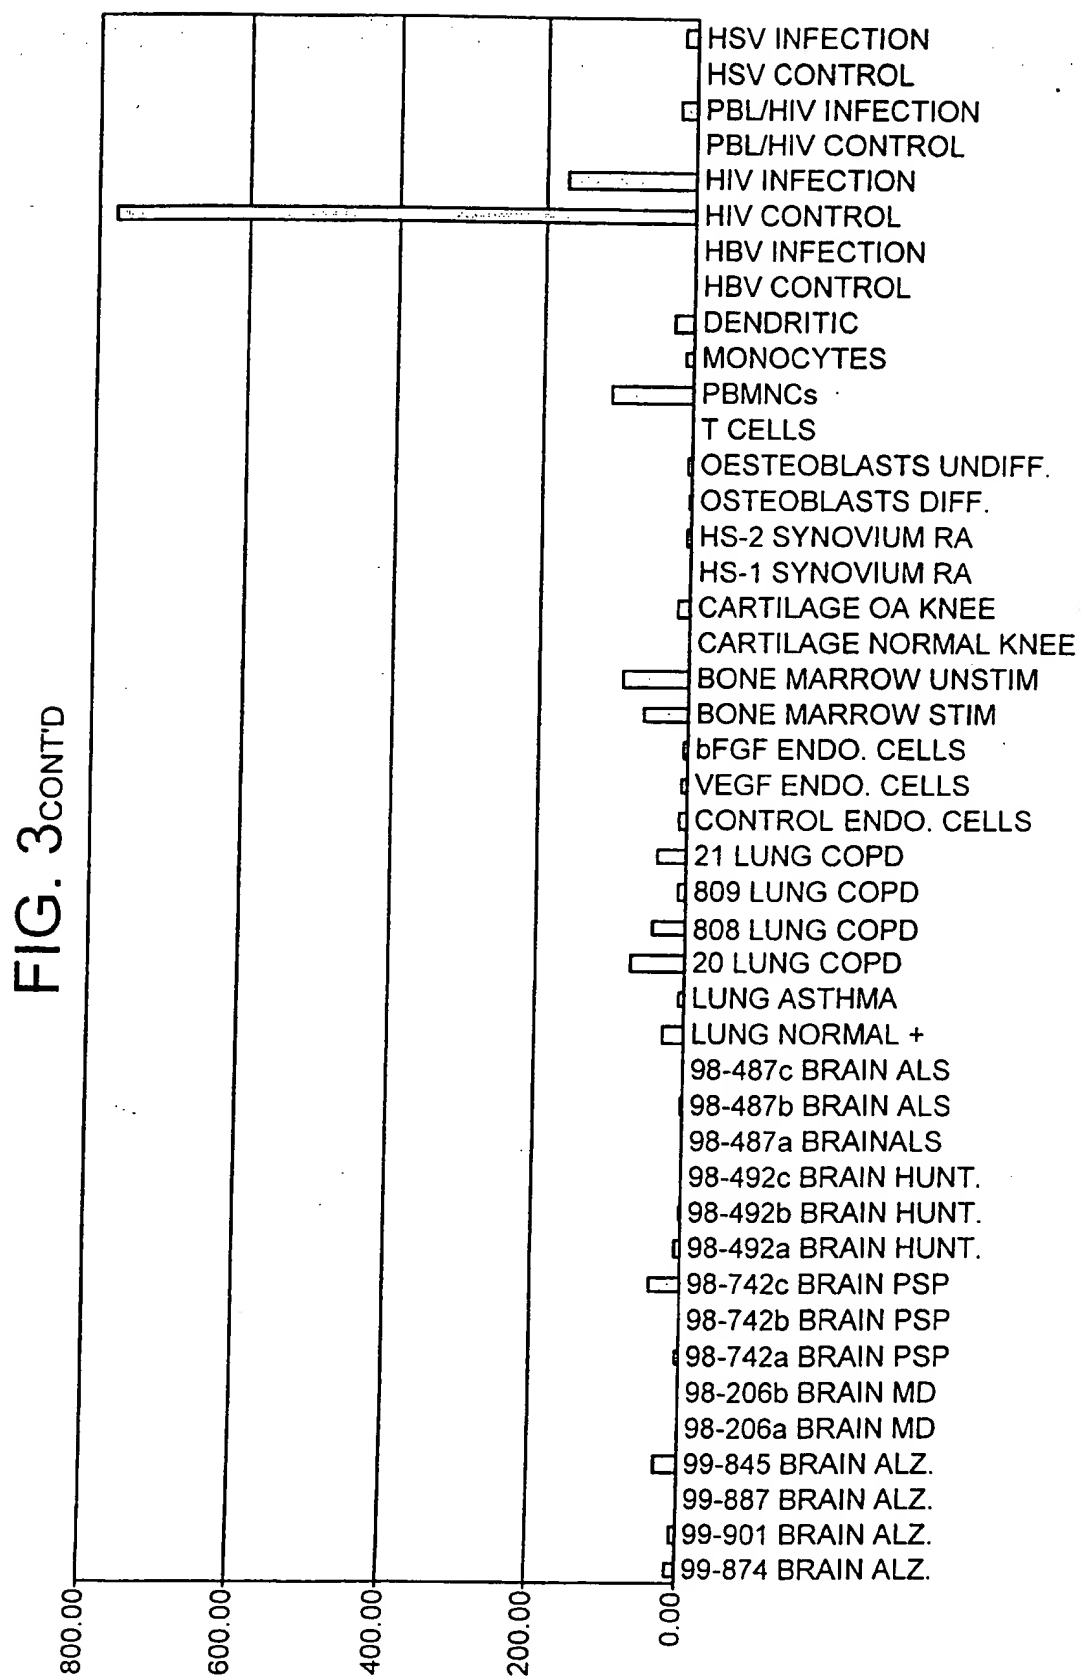 FIG. 3CONT'D
HSV INFECTION
HSV CONTROL
PBL/HIV INFECTION
PBL/HIV CONTROL
HIV INFECTION
HIV CONTROL
HBV INFECTION
HBV CONTROL
DENDRITIC
MONOCYTES
PBMNCs
T CELLS
OESTEOBLASTS UNDIFF.
OSTEOBLASTS DIFF.
HS-2 SYNOVIUM RA
HS-1 SYNOVIUM RA
CARTILAGE OA KNEE
CARTILAGE NORMAL KNEE
BONE MARROW UNSTIM
BONE MARROW STIM
bFGF ENDO. CELLS
VEGF ENDO. CELLS
CONTROL ENDO. CELLS
21 LUNG COPD
809 LUNG COPD
808 LUNG COPD
20 LUNG COPD
LUNG ASTHMA
LUNG NORMAL +
98-487c BRAIN ALS
98-487b BRAIN ALS
98-487a BRAINALS
98-492c BRAIN HUNT.
98-492b BRAIN HUNT.
98-492a BRAIN HUNT.
98-742c BRAIN PSP
98-742b BRAIN PSP
98-742a BRAIN PSP
98-206b BRAIN MD
98-206a BRAIN MD
99-845 BRAIN ALZ.
99-887 BRAIN ALZ.
99-901 BRAIN ALZ.
99-874 BRAIN ALZ.
800.00
600.00
400.00
200.00
0.00